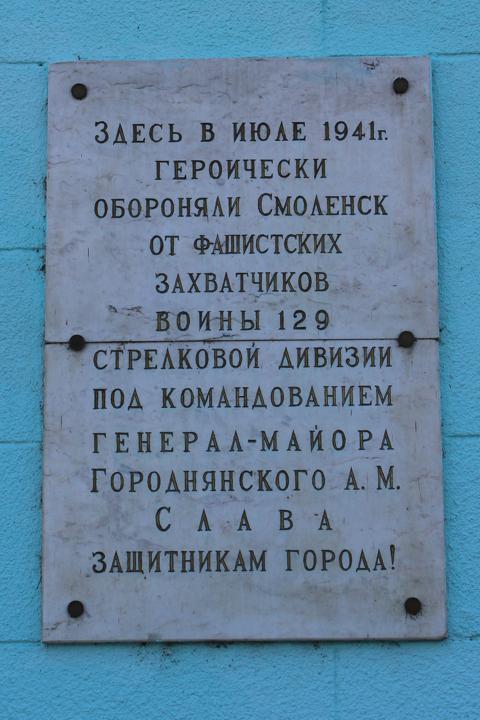 Здесь в июле 1941г.
героически
обороняли Смоленск
от фашистских
захватчиков
воины 129
стрелковой дивизии
под командованием
генерал-майора
Городнянского А. М.
Слава
защитникам города!